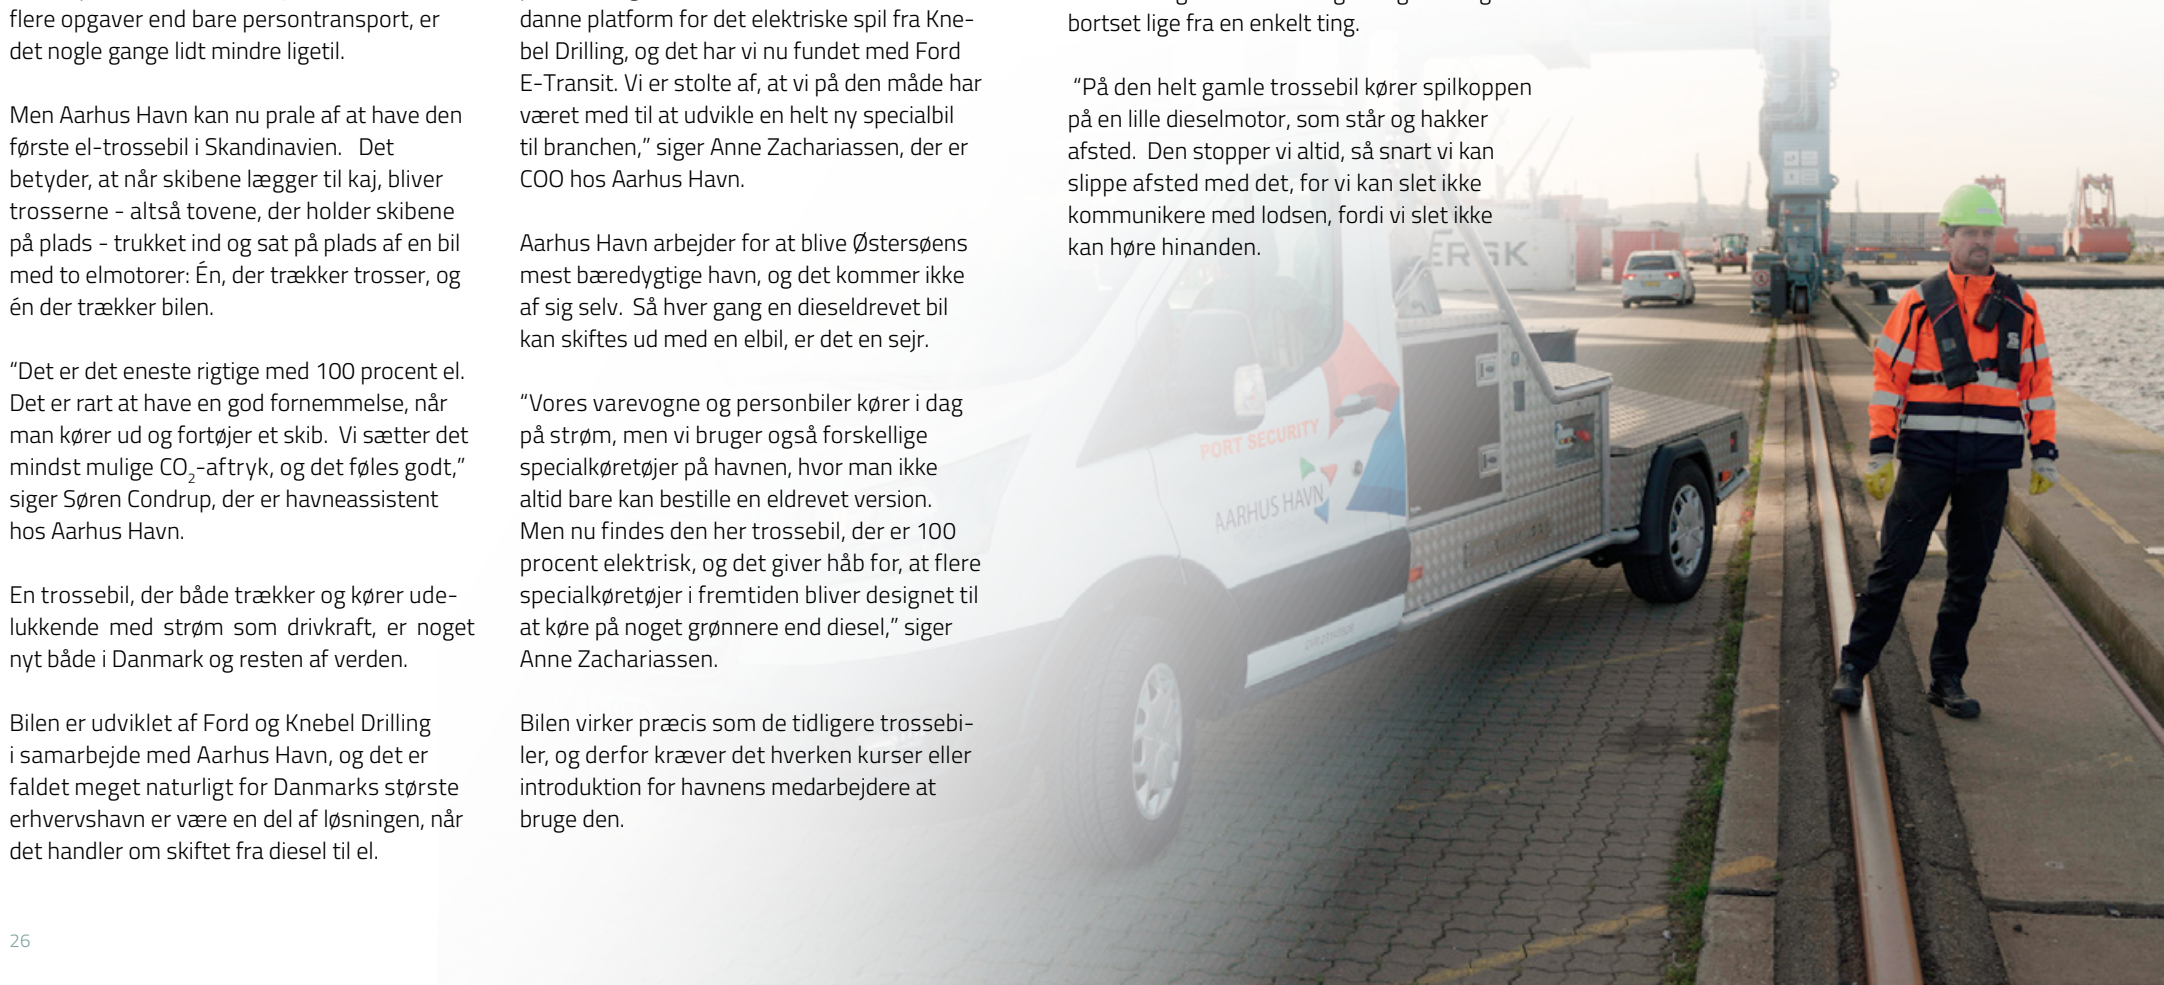 flere opgaver end bare persontransport, er
det nogle gange lidt mindre ligetil.
Men Aarhus Havn kan nu prale af at have den
første el-trossebil i Skandinavien. Det
betyder, at når skibene lægger til kaj, bliver
trosserne - altså tovene, der holder skibene
på plads - trukket ind og sat på plads af en bil
med to elmotorer: Én, der trækker trosser, og
én der trækker bilen.
“Det er det eneste rigtige med 100 procent el.
Det er rart at have en god fornemmelse, når
man kører ud og fortøjer et skib. Vi sætter det
mindst mulige CO2-aftryk, og det føles godt,”
siger Søren Condrup, der er havneassistent
hos Aarhus Havn.
En trossebil, der både trækker og kører ude-
lukkende med strøm som drivkraft, er noget
nyt både i Danmark og resten af verden.
Bilen er udviklet af Ford og Knebel Drilling
i samarbejde med Aarhus Havn, og det er
faldet meget naturligt for Danmarks største
erhvervshavn er være en del af løsningen, når
det handler om skiftet fra diesel til el.
danne platform for det elektriske spil fra Kne-
bel Drilling, og det har vi nu fundet med Ford
E-Transit. Vi er stolte af, at vi på den måde har
været med til at udvikle en helt ny specialbil
til branchen,” siger Anne Zachariassen, der er
COO hos Aarhus Havn.
Aarhus Havn arbejder for at blive Østersøens
mest bæredygtige havn, og det kommer ikke
af sig selv. Så hver gang en dieseldrevet bil
kan skiftes ud med en elbil, er det en sejr.
“Vores varevogne og personbiler kører i dag
på strøm, men vi bruger også forskellige
specialkøretøjer på havnen, hvor man ikke
altid bare kan bestille en eldrevet version.
Men nu findes den her trossebil, der er 100
procent elektrisk, og det giver håb for, at flere
specialkøretøjer i fremtiden bliver designet til
at køre på noget grønnere end diesel,” siger
Anne Zachariassen.
Bilen virker præcis som de tidligere trossebi-
ler, og derfor kræver det hverken kurser eller
introduktion for havnens medarbejdere at
bruge den.
bortset lige fra en enkelt ting.
“På den helt gamle trossebil kører spilkoppen
på en lille dieselmotor, som står og hakker
afsted. Den stopper vi altid, så snart vi kan
slippe afsted med det, for vi kan slet ikke
kommunikere med lodsen, fordi vi slet ikke
kan høre hinanden.
ERSK
PORT SECURITY
AARHUS HAVN
26